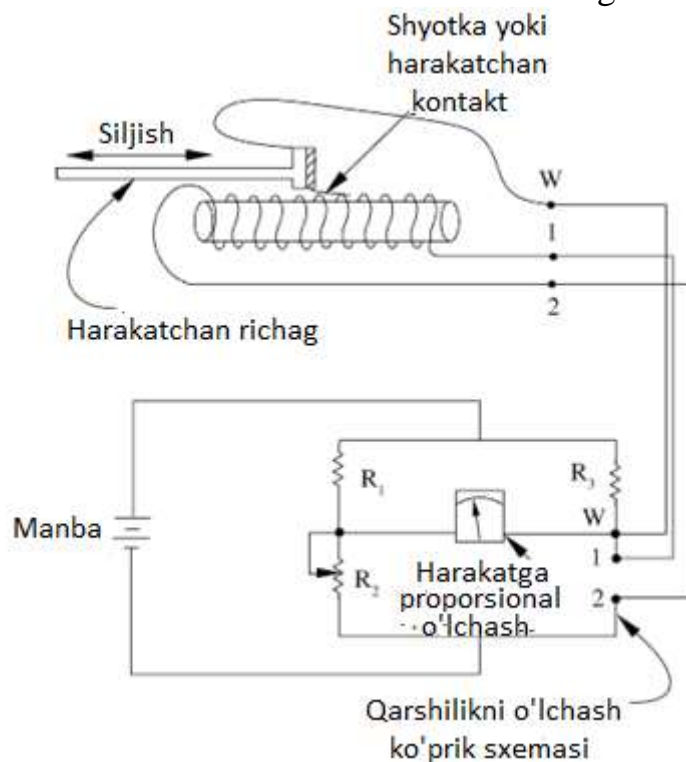 Shyotka yoki
harakatchan
kontakt
Siljish
W
1
2
Harakatchan richag
R₁
R₃
Manba
W
1
R₂
Harakatga
proporsional
o'lchash
2
Qarshilikni o'lchash
ko'prik sxemasi